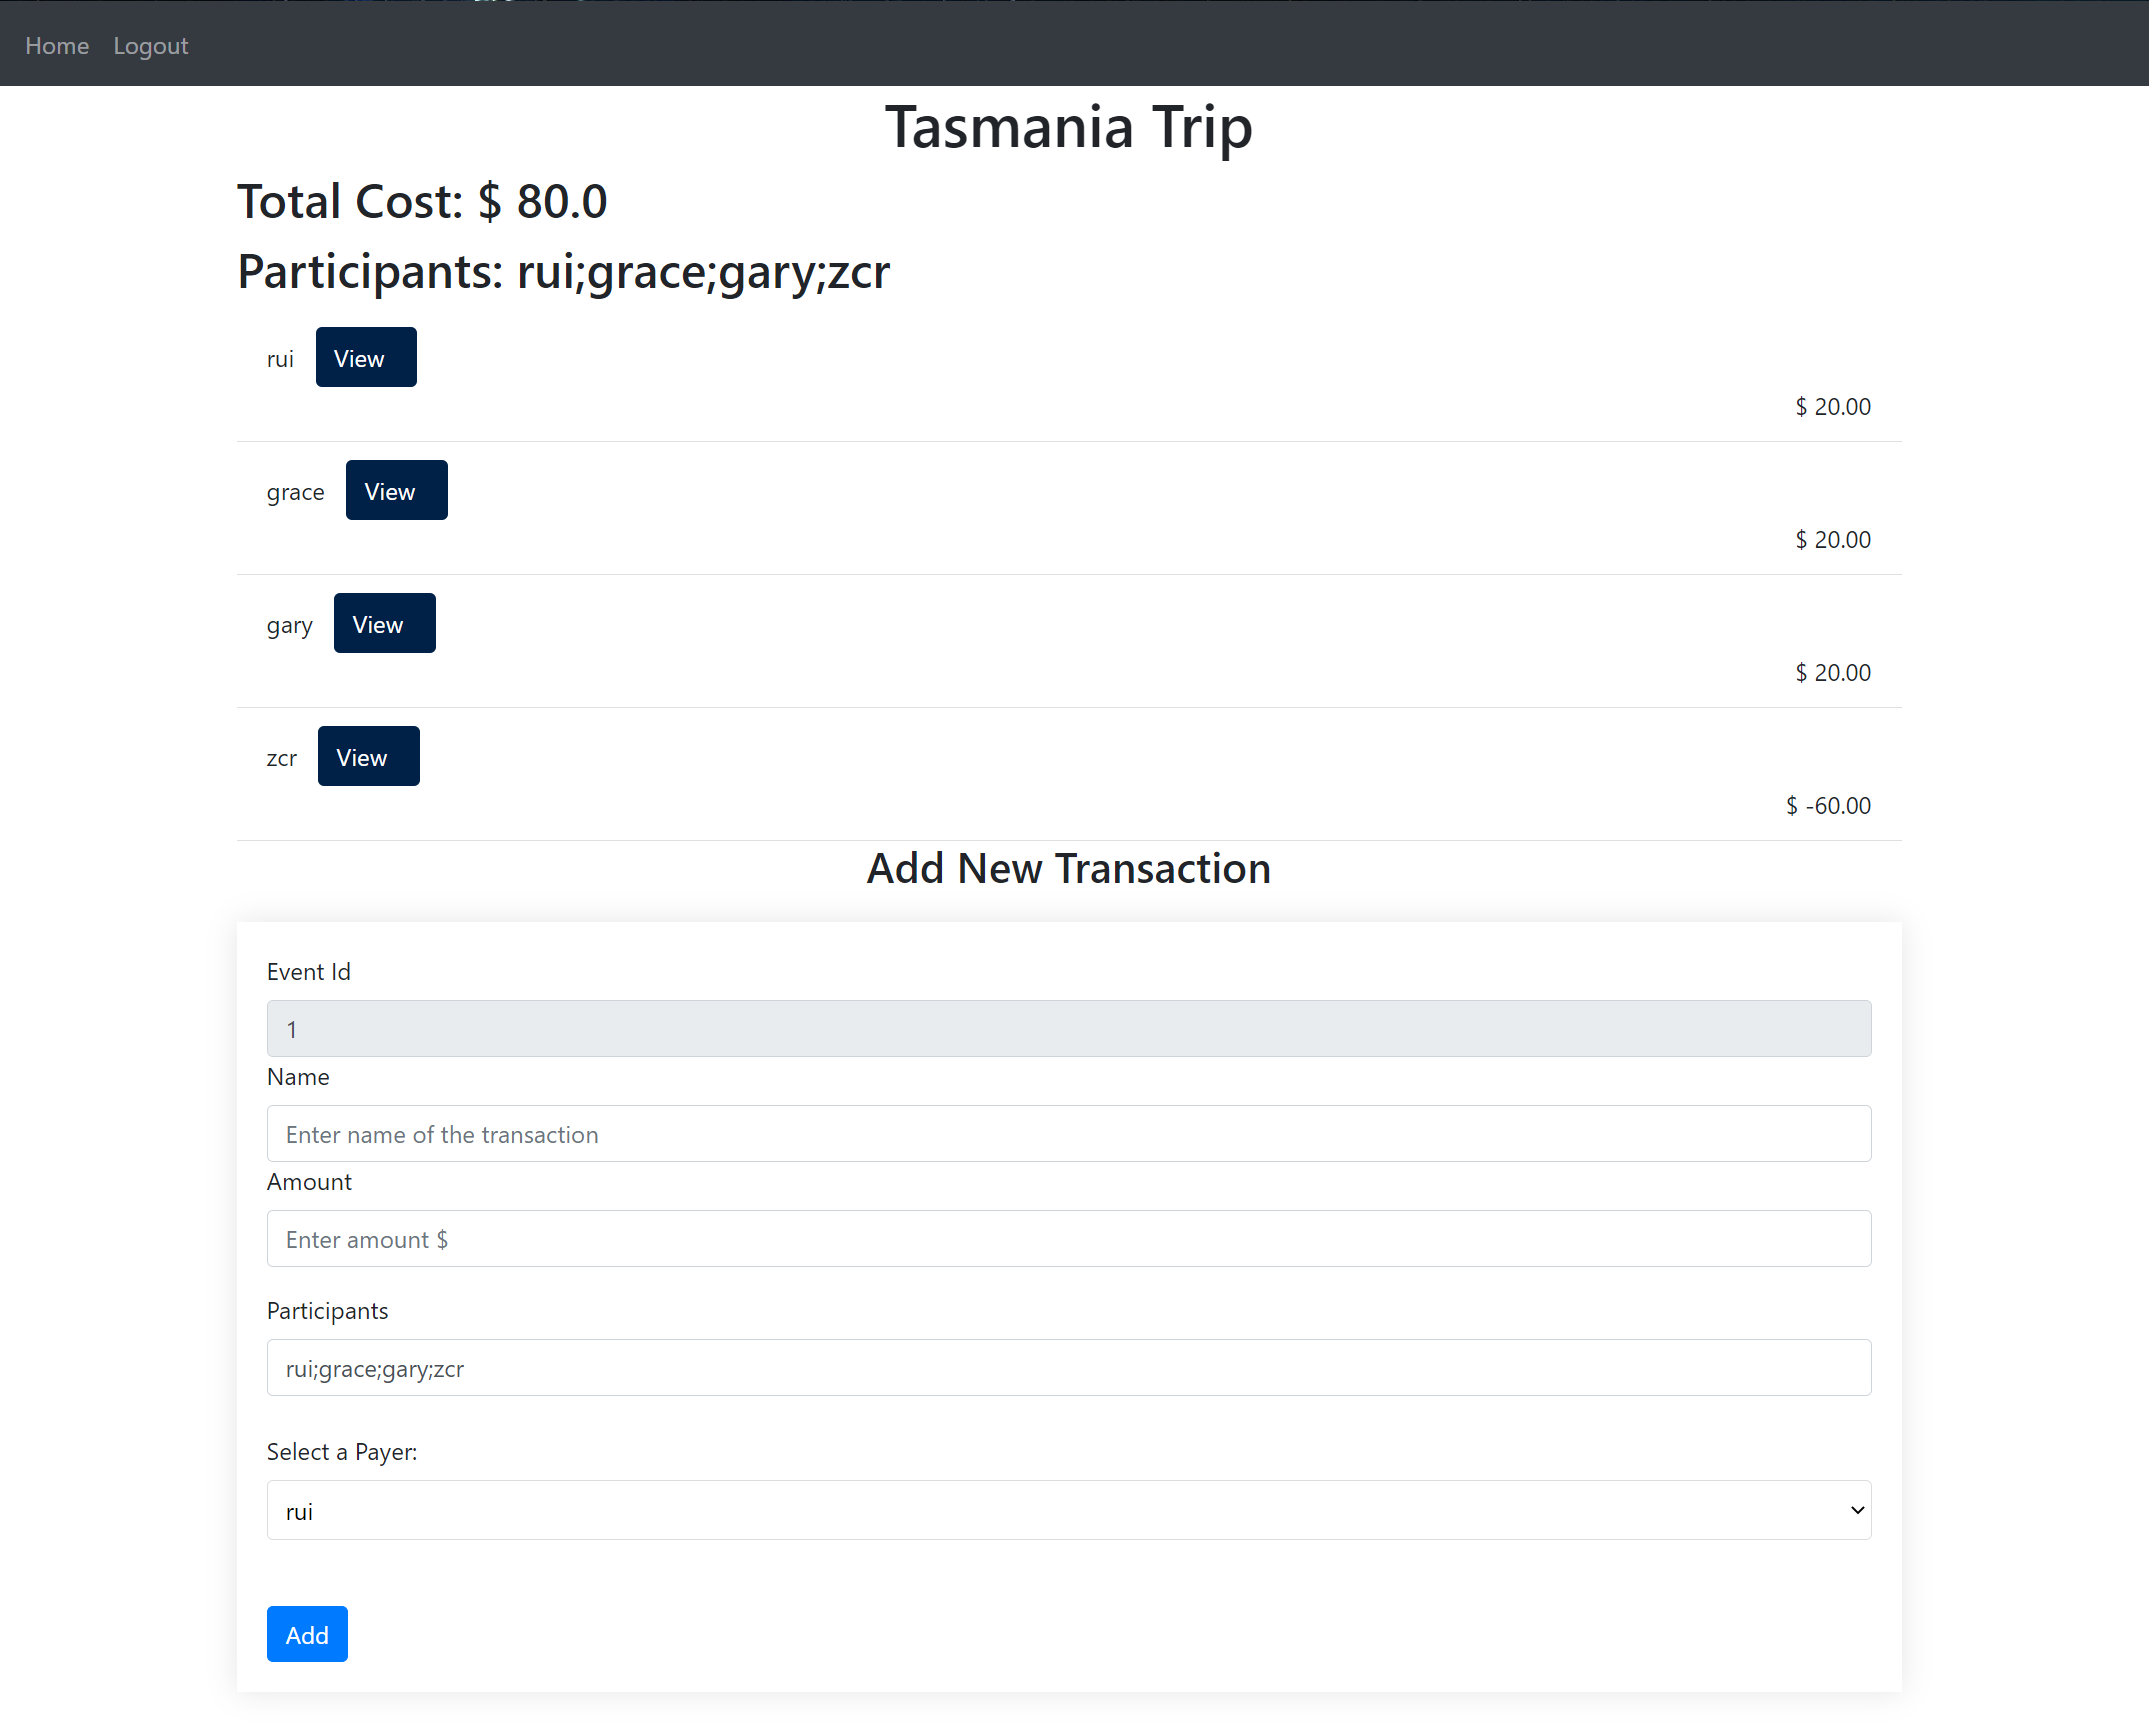 Home Logout
Tasmania Trip
Total Cost: $ 80.0
Participants: rui;grace;gary;zcr
rui View
$ 20.00
grace View
$ 20.00
gary View
$ 20.00
zcr View
$ -60.00
Add New Transaction
Event Id
1
Name
Enter name of the transaction
Amount
Enter amount $
Participants
rui;grace;gary;zcr
Select a Payer:
rui
Add